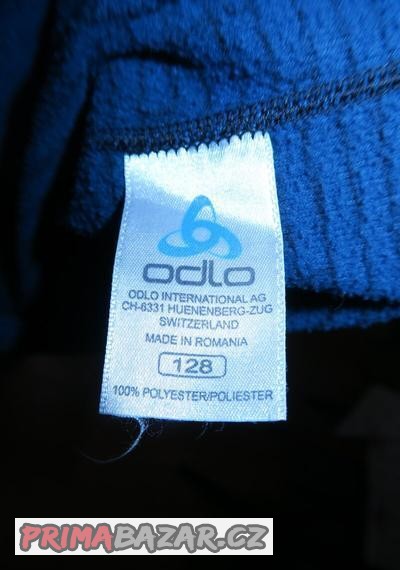 odlo
ODLO INTERNATIONAL AG
CH-6331 HUENENBERG-ZUG
SWITZERLAND
MADE IN ROMANIA
128
100% POLYESTER/POLIESTER
PRIMABAZAR.CZ